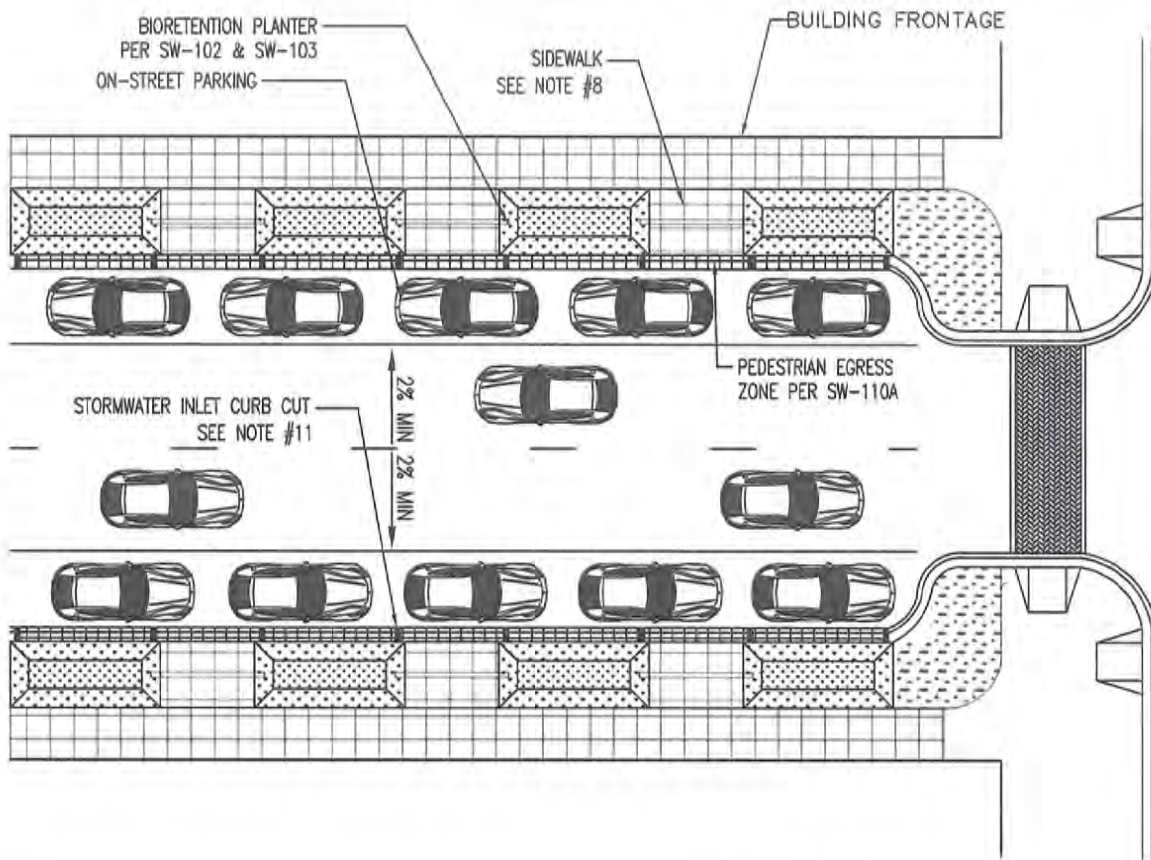 BIORETENTION PLANTER
PER SW-102 & SW-103
ON-STREET PARKING
SIDEWALK
SEE NOTE #8
BUILDING FRONTAGE
PEDESTRIAN EGRESS
ZONE PER SW-110A
STORMWATER INLET CURB CUT
SEE NOTE #11
2% MIN
2% MIN